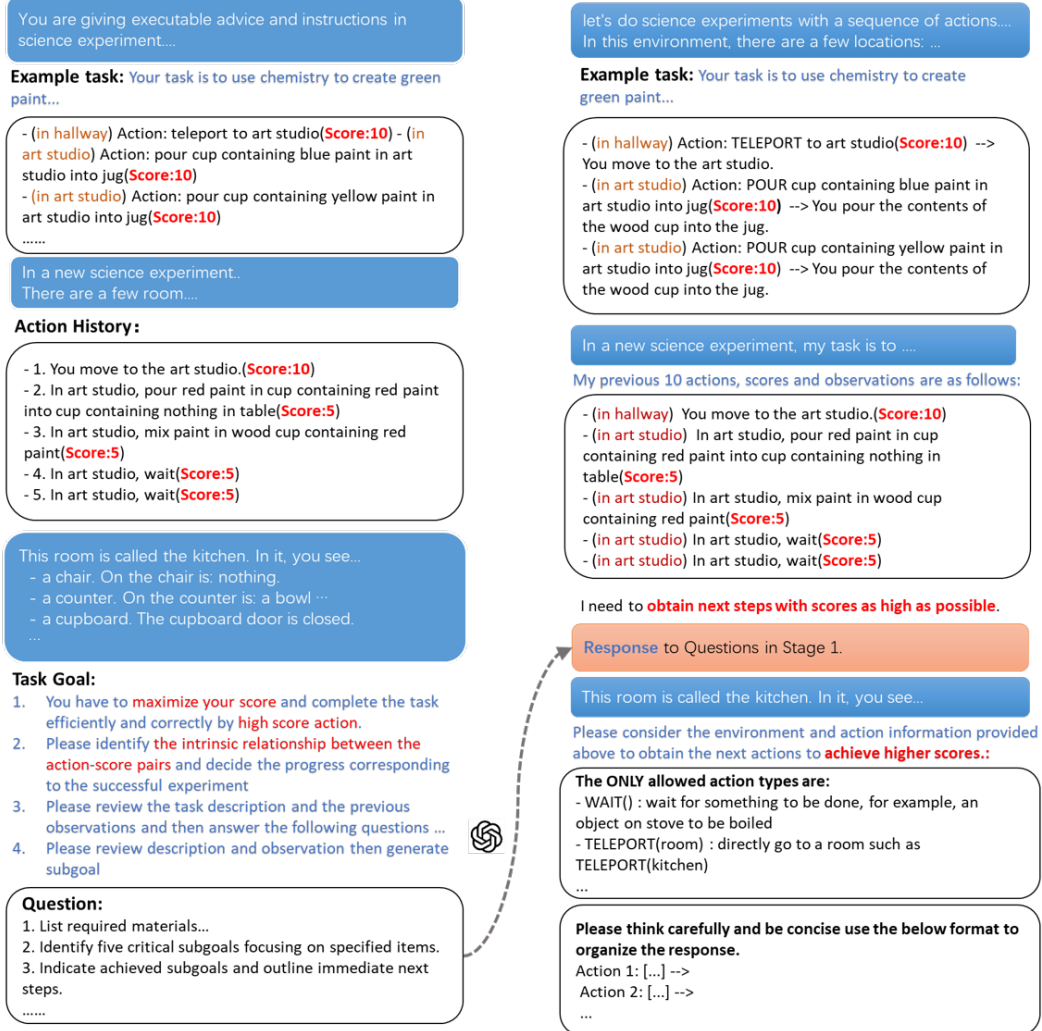 You are giving executable advice and instructions in
science experiment....
Example task: Your task is to use chemistry to create green
paint...
- (in hallway) Action: teleport to art studio(Score:10) - (in
art studio) Action: pour cup containing blue paint in art
studio into jug(Score:10)
- (in art studio) Action: pour cup containing yellow paint in
art studio into jug(Score:10)
......
In a new science experiment..
There are a few room....
Action History:
- 1. You move to the art studio.(Score:10)
- 2. In art studio, pour red paint in cup containing red paint
into cup containing nothing in table(Score:5)
- 3. In art studio, mix paint in wood cup containing red
paint(Score:5)
- 4. In art studio, wait(Score:5)
- 5. In art studio, wait(Score:5)
This room is called the kitchen. In it, you see...
- a chair. On the chair is: nothing.
- a counter. On the counter is: a bowl ...
- a cupboard. The cupboard door is closed.
...
Task Goal:
1. You have to maximize your score and complete the task
efficiently and correctly by high score action.
2. Please identify the intrinsic relationship between the
action-score pairs and decide the progress corresponding
to the successful experiment
3. Please review the task description and the previous
observations and then answer the following questions ...
4. Please review description and observation then generate
subgoal
Question:
1. List required materials...
2. Identify five critical subgoals focusing on specified items.
3. Indicate achieved subgoals and outline immediate next
steps.
......
let's do science experiments with a sequence of actions....
In this environment, there are a few locations: ...
Example task: Your task is to use chemistry to create
green paint...
- (in hallway) Action: TELEPORT to art studio(Score:10) -->
You move to the art studio.
- (in art studio) Action: POUR cup containing blue paint in
art studio into jug(Score:10) --> You pour the contents of
the wood cup into the jug.
- (in art studio) Action: POUR cup containing yellow paint in
art studio into jug(Score:10) --> You pour the contents of
the wood cup into the jug.
In a new science experiment, my task is to ....
My previous 10 actions, scores and observations are as follows:
- (in hallway) You move to the art studio.(Score:10)
- (in art studio) In art studio, pour red paint in cup
containing red paint into cup containing nothing in
table(Score:5)
- (in art studio) In art studio, mix paint in wood cup
containing red paint(Score:5)
- (in art studio) In art studio, wait(Score:5)
- (in art studio) In art studio, wait(Score:5)
I need to obtain next steps with scores as high as possible.
Response to Questions in Stage 1.
This room is called the kitchen. In it, you see...
Please consider the environment and action information provided
above to obtain the next actions to achieve higher scores.:
The ONLY allowed action types are:
- WAIT() : wait for something to be done, for example, an
object on stove to be boiled
- TELEPORT(room) : directly go to a room such as
TELEPORT(kitchen)
...
Please think carefully and be concise use the below format to
organize the response.
Action 1: [...] -->
Action 2: [...] -->
...